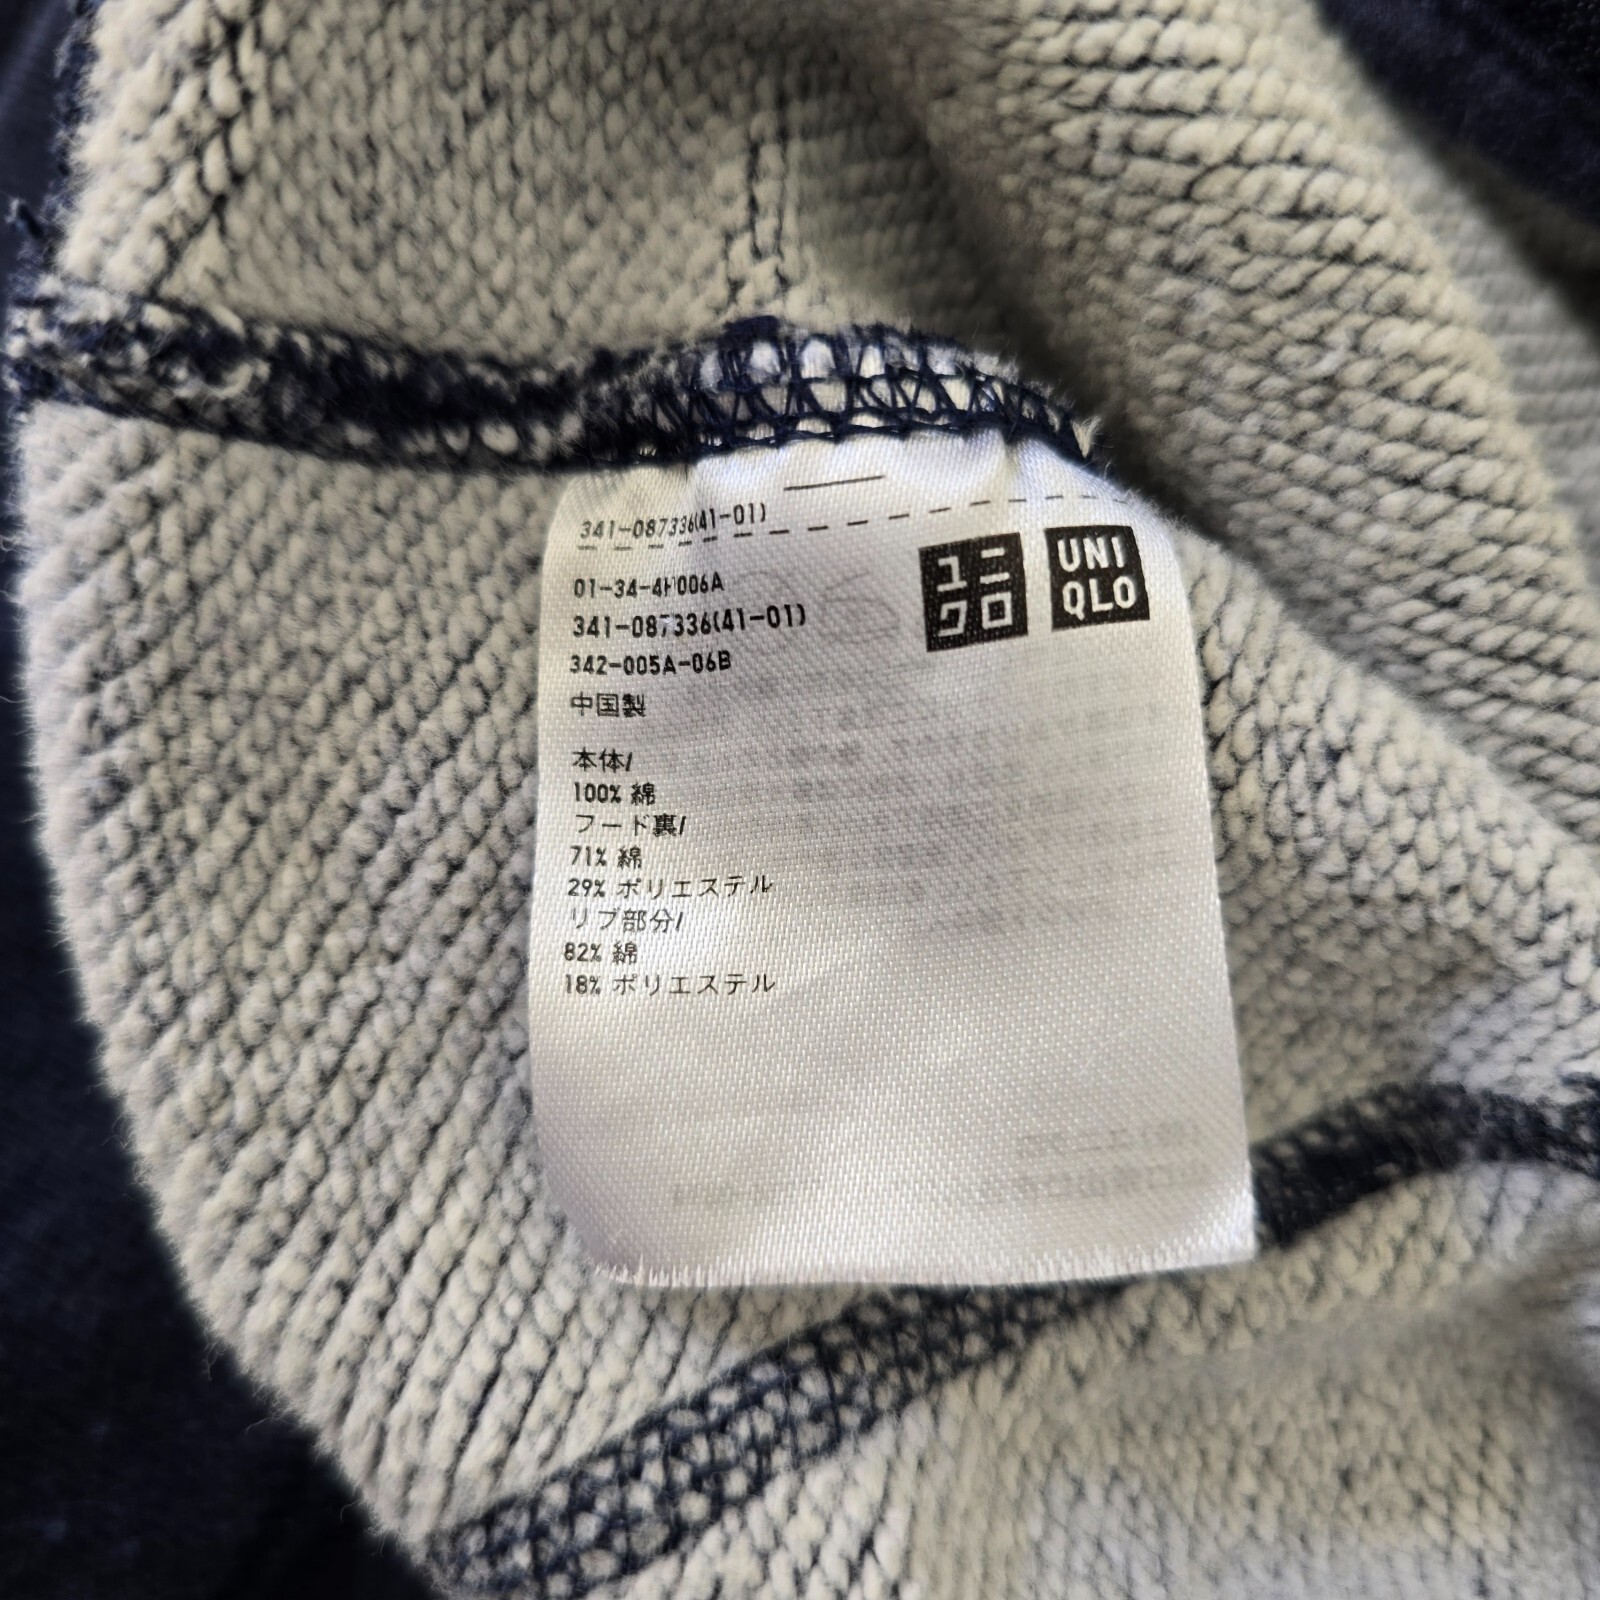 341-087336(41-01)
ユニ
クロ
UNI
QLO
01-34-4H006A
341-087336(41-01)
342-005A-06B
中国製
本体/
100% 綿
フード裏/
71% 綿
29% ポリエステル
リブ部分/
82% 綿
18% ポリエステル